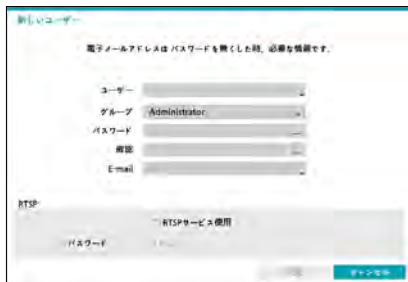 新しいユーザー
電子メールアドレスは パスワードを無くした時、必要な情報です.
ユーザー
グループ Administrator
パスワード
確認
E-mail
RTSP
RTSPサービス使用
パスワード
キャンセル